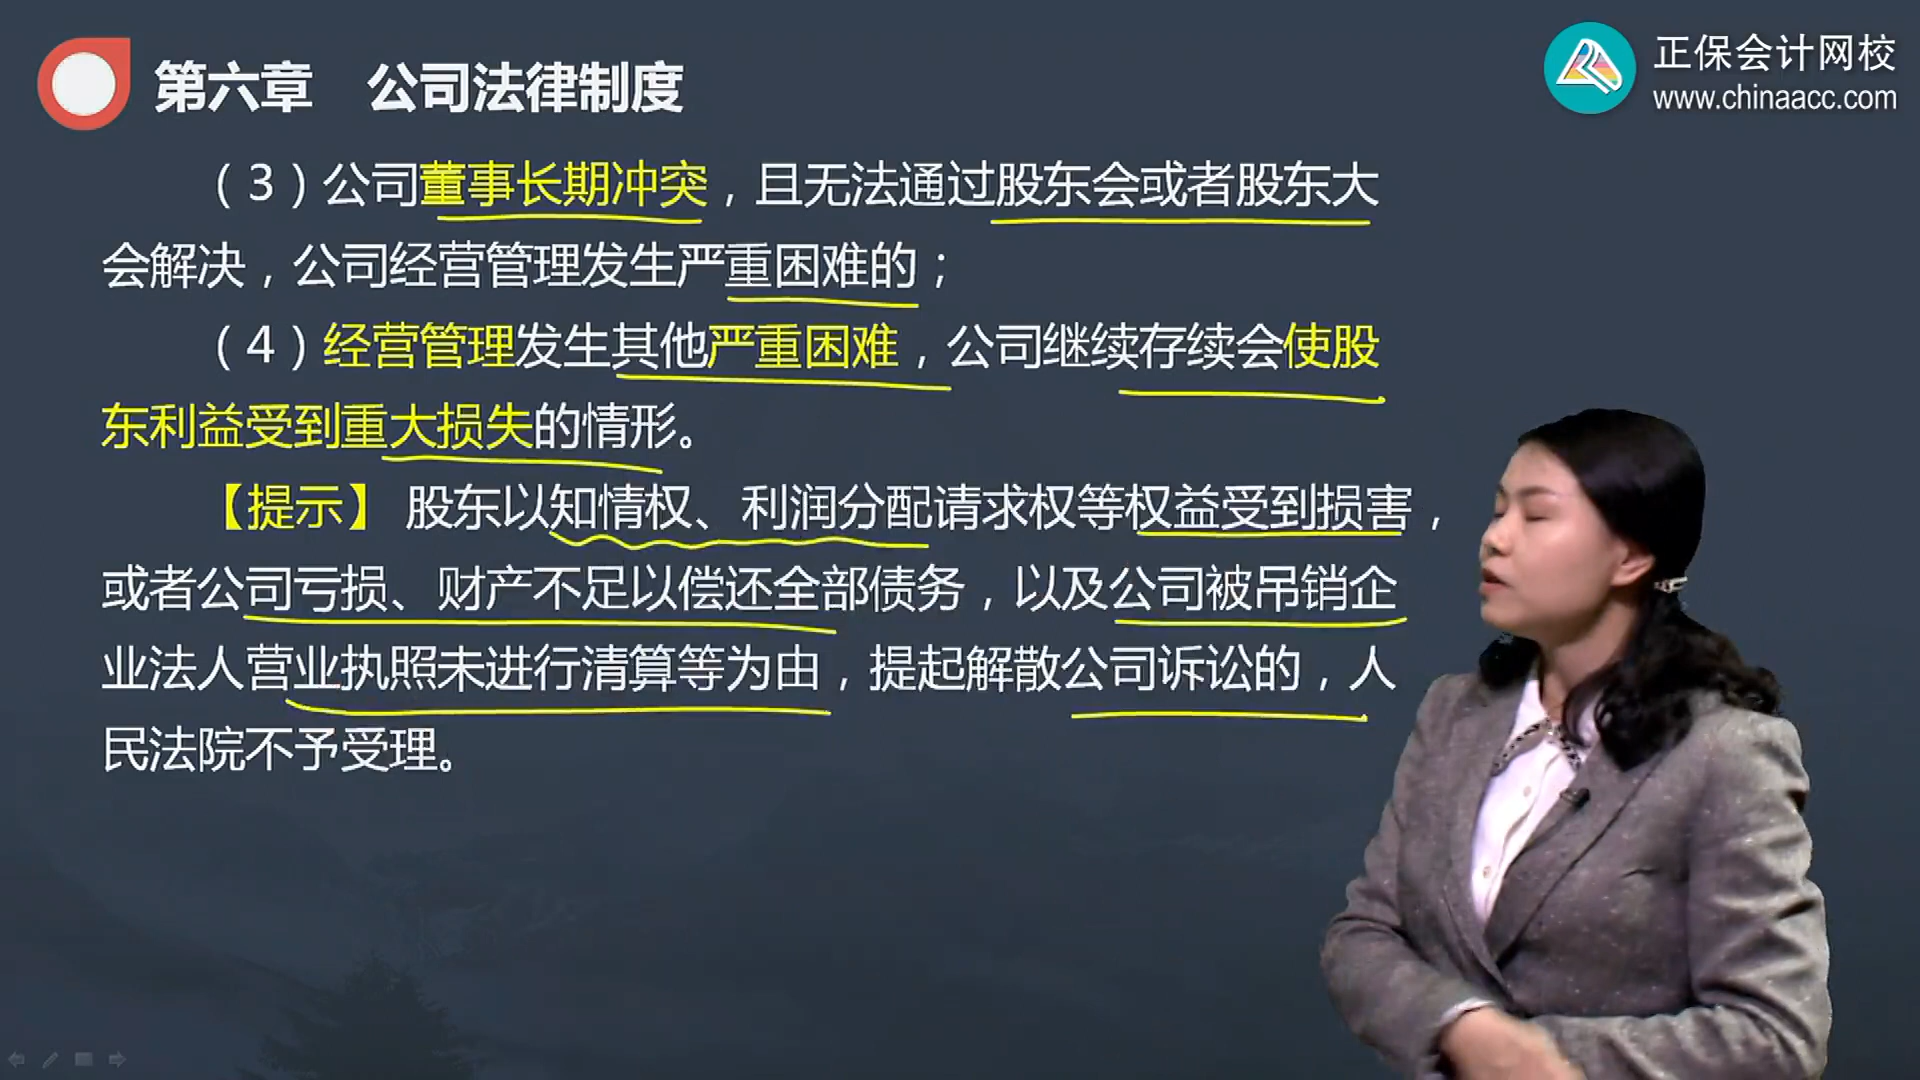 第六章 公司法律制度
正保会计网校
www.chinaacc.com
（3）公司董事长期冲突，且无法通过股东会或者股东大
会解决，公司经营管理发生严重困难的；
（4）经营管理发生其他严重困难，公司继续存续会使股
东利益受到重大损失的情形。
【提示】 股东以知情权、利润分配请求权等权益受到损害，
或者公司亏损、财产不足以偿还全部债务，以及公司被吊销企
业法人营业执照未进行清算等为由，提起解散公司诉讼的，人
民法院不予受理。